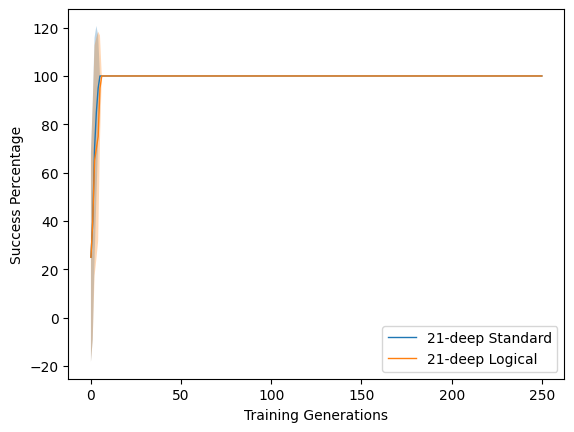 120
100
80
60
40
20
0
−20
Success Percentage
0 50 100 150 200 250
Training Generations
21-deep Standard
21-deep Logical